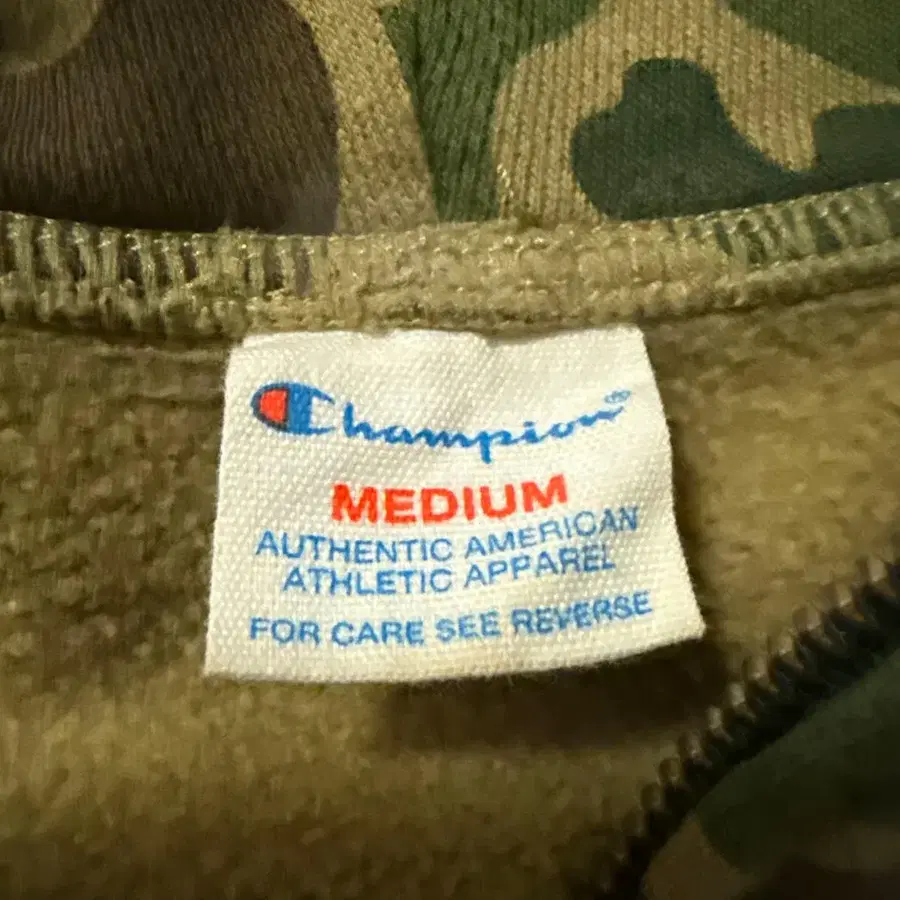 Champion®
MEDIUM
AUTHENTIC AMERICAN
ATHLETIC APPAREL
FOR CARE SEE REVERSE